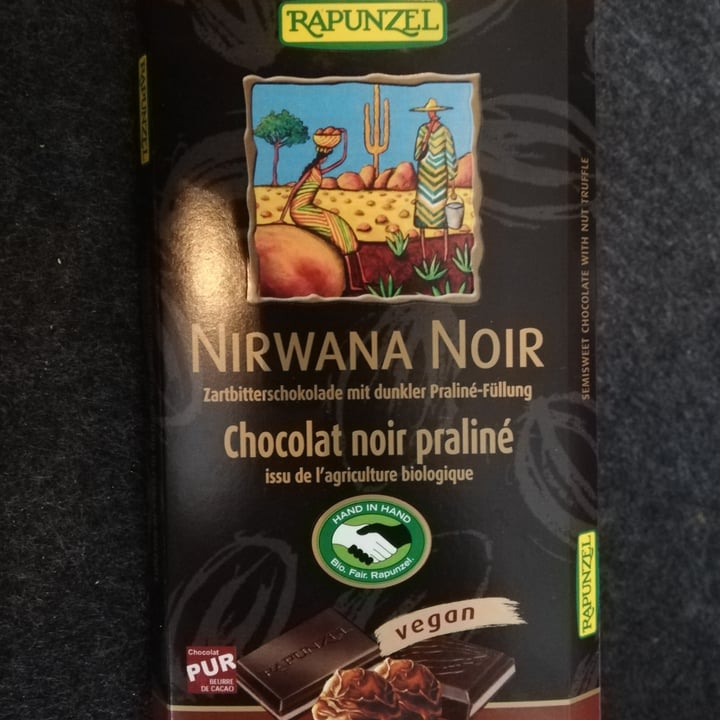 RAPUNZEL
RAPUNZEL
NIRWANA NOIR
Zartbitterschokolade mit dunkler Praliné-Füllung
Chocolat noir praliné
issu de l'agriculture biologique
HAND IN HAND
Bio. Fair. Rapunzel.
vegan
RAPUNZEL
Chocolat
PUR
BEURRE
DE CACAO
SEMISWEET CHOCOLATE WITH NUT TRUFFLE
RAPUNZEL